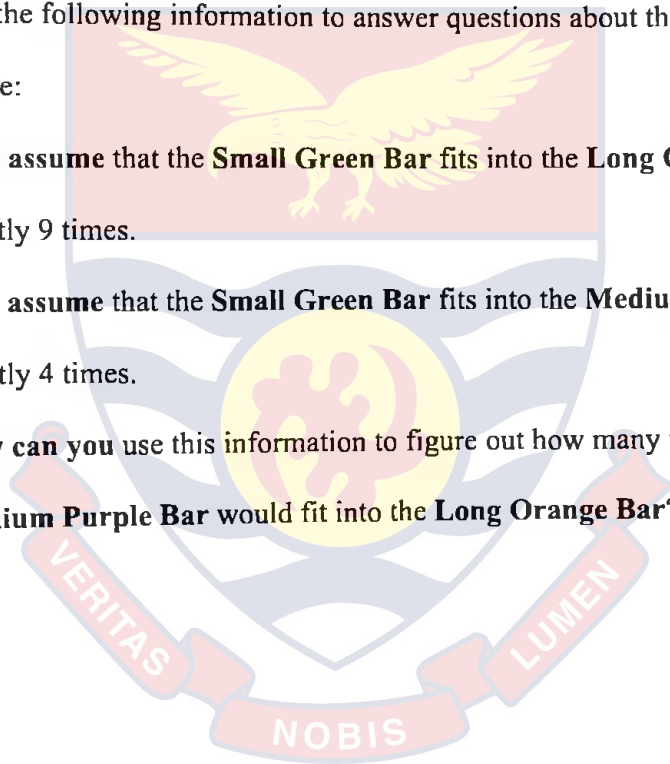 the following information to answer questions about th
e:
assume that the Small Green Bar fits into the Long
tly 9 times.
assume that the Small Green Bar fits into the Mediu
tly 4 times.
can you use this information to figure out how many
ium Purple Bar would fit into the Long Orange Bar
VERITAS
NOBIS
LUMEN